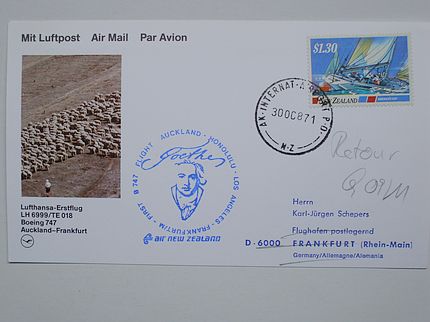 Mit Luftpost Air Mail Par Avion
$1.30
NEW ZEALAND
AK-INTERNAT-AIRPORT P.O.
30OC871
N-Z
FIRST B 747 FLIGHT AUCKLAND - HONOLULU - LOS ANGELES - FRANKFURT/M -
Goethe
air new zealand
Retour
Lufthansa-Erstflug
LH 6999/TE 018
Boeing 747
Auckland-Frankfurt
Herrn
Karl-Jürgen Schepers
Flughafen postlagernd
D-6000 FRANKFURT (Rhein-Main)
Germany/Allemagne/Alemania